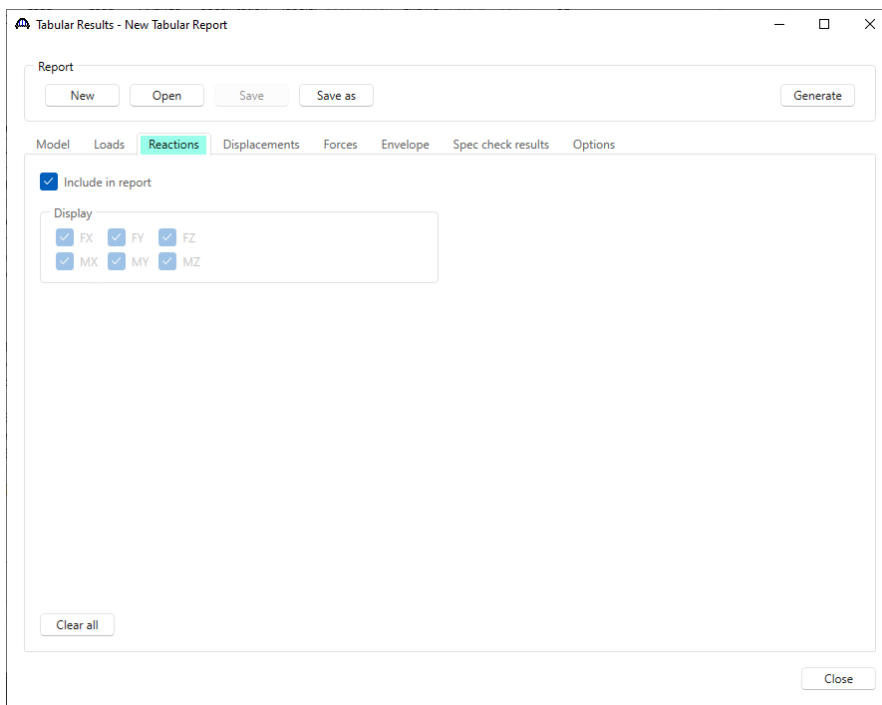 Tabular Results - New Tabular Report
Report
New Open Save Save as Generate
Model Loads Reactions Displacements Forces Envelope Spec check results Options
Include in report
Display
FX FY FZ
MX MY MZ
Clear all
Close